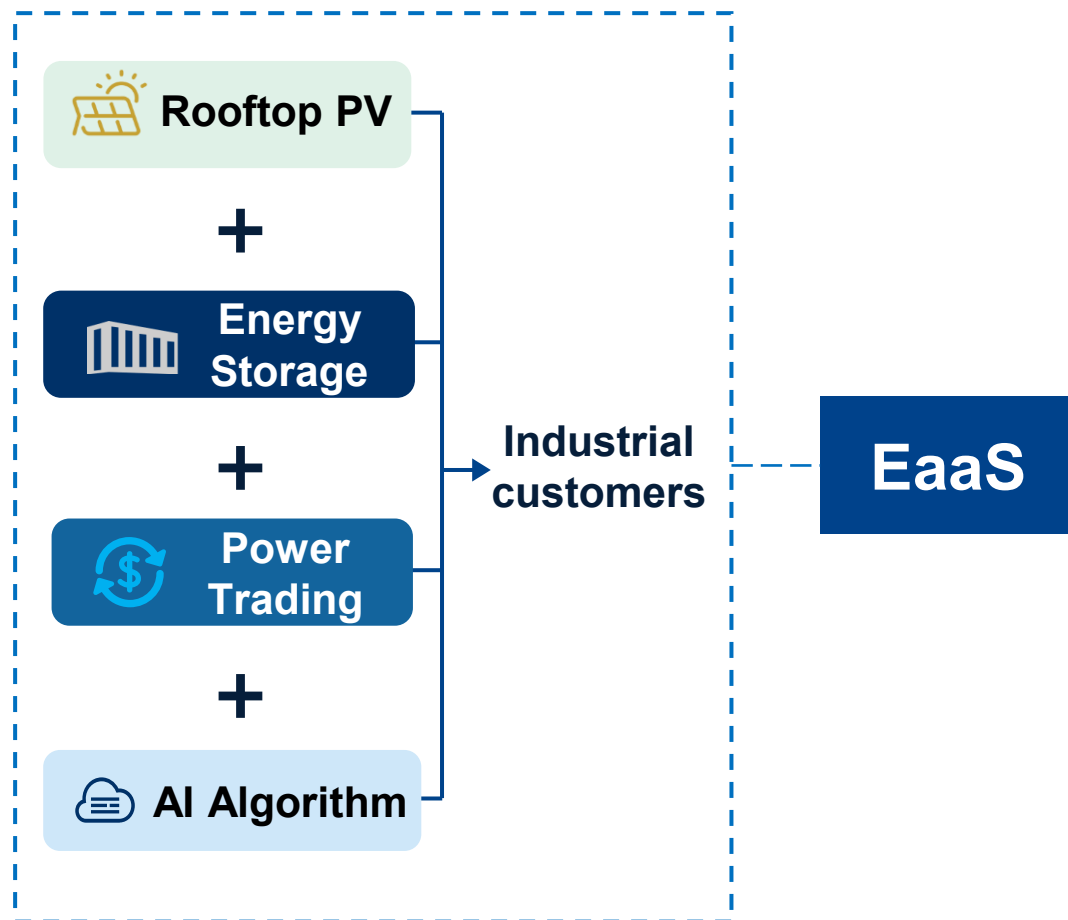 Rooftop PV
+
Energy
Storage
+
Power
Trading
+
AI Algorithm
Industrial
customers
EaaS
$